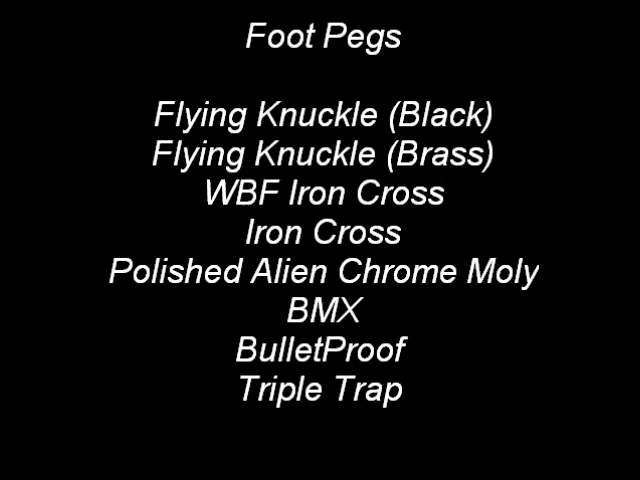 Foot Pegs
Flying Knuckle (Black)
Flying Knuckle (Brass)
WBF Iron Cross
Iron Cross
Polished Alien Chrome Moly
BMX
BulletProof
Triple Trap